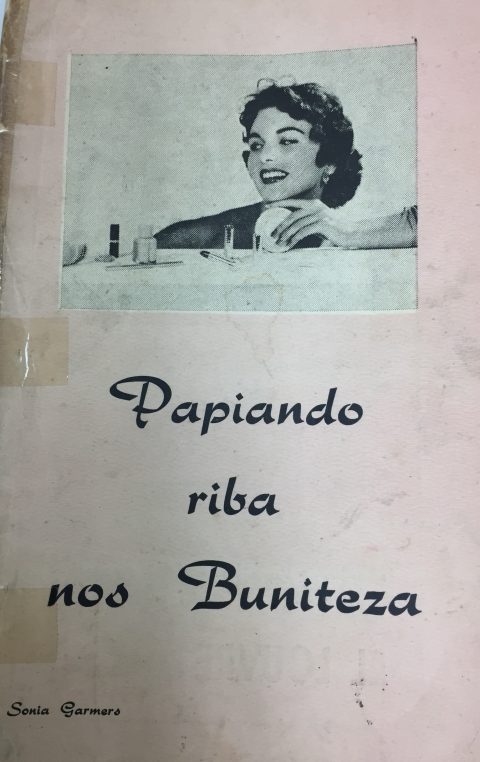 Papiando
riba
nos Buniteza
Sonia Garmers